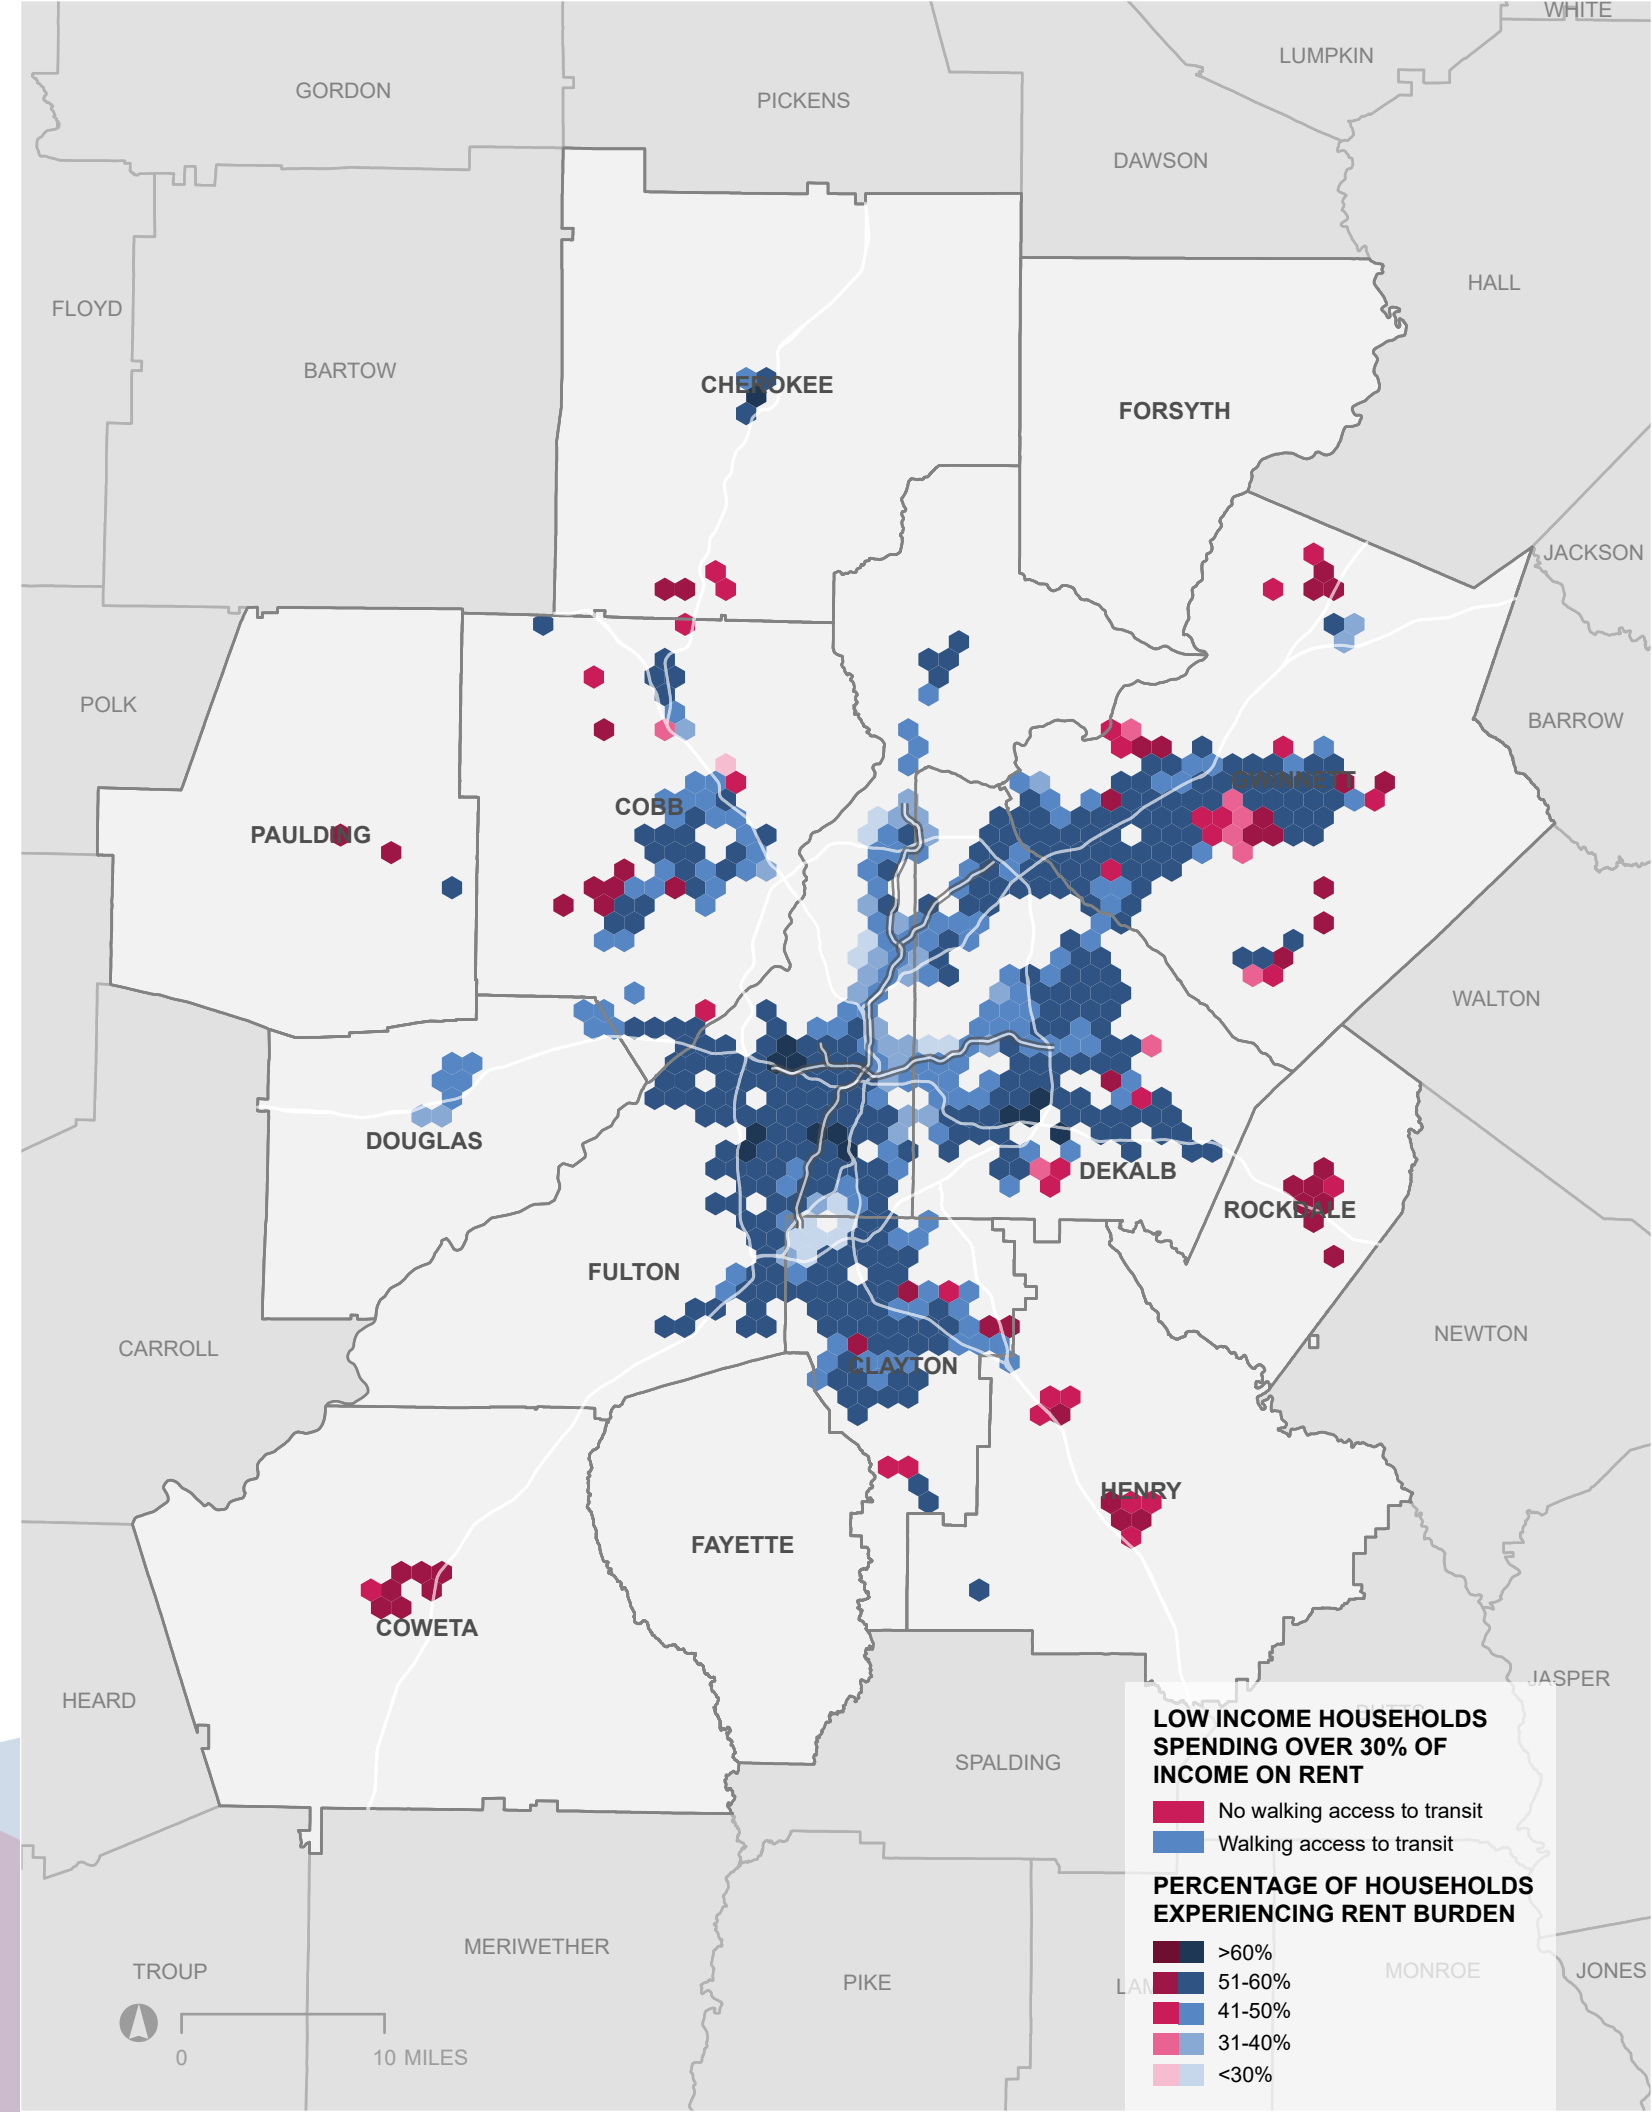 WHITE
LUMPKIN
GORDON
PICKENS
DAWSON
HALL
FLOYD
BARTOW
CHEROKEE
FORSYTH
JACKSON
POLK
BARROW
GWINNETT
COBB
PAULDING
WALTON
DOUGLAS
DEKALB
ROCKDALE
FULTON
NEWTON
CARROLL
CLAYTON
HENRY
FAYETTE
COWETA
JASPER
HEARD
BUTTS
SPALDING
LOW INCOME HOUSEHOLDS
SPENDING OVER 30% OF
INCOME ON RENT
No walking access to transit
Walking access to transit
PERCENTAGE OF HOUSEHOLDS
EXPERIENCING RENT BURDEN
>60%
51-60%
41-50%
31-40%
<30%
MERIWETHER
TROUP
PIKE
MONROE
JONES
0 10 MILES